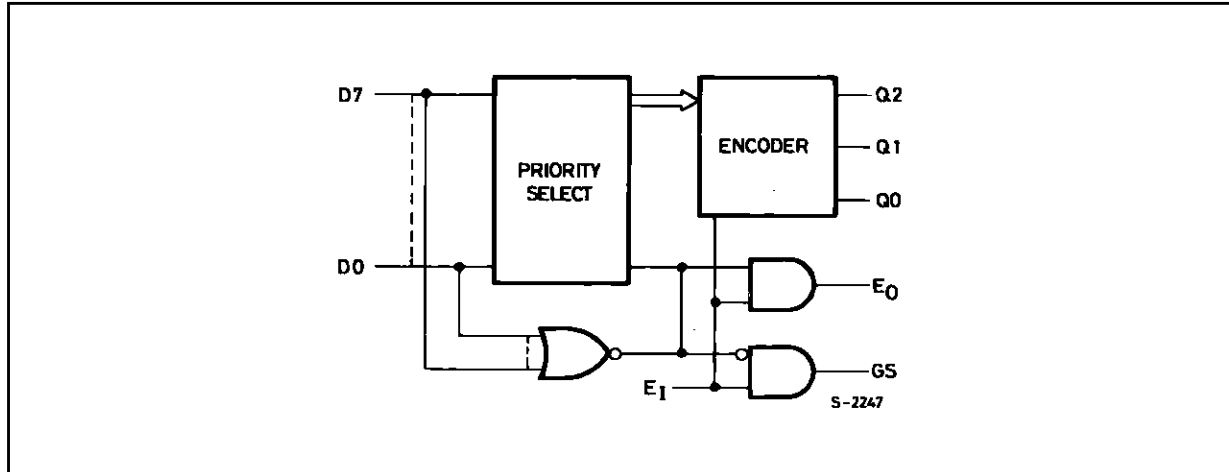 D7
PRIORITY
SELECT
ENCODER
Q2
Q1
Q0
D0
EO
EI
GS
S-2247